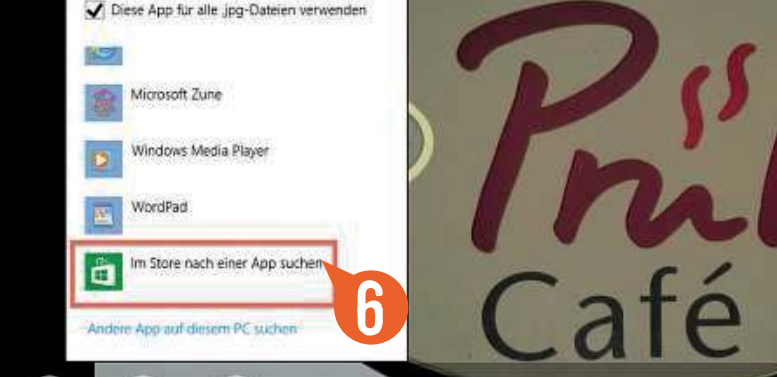 Diese App für alle .jpg-Dateien verwenden
Microsoft Zune
Windows Media Player
WordPad
Im Store nach einer App suchen
6
Andere App auf diesem PC suchen
Café